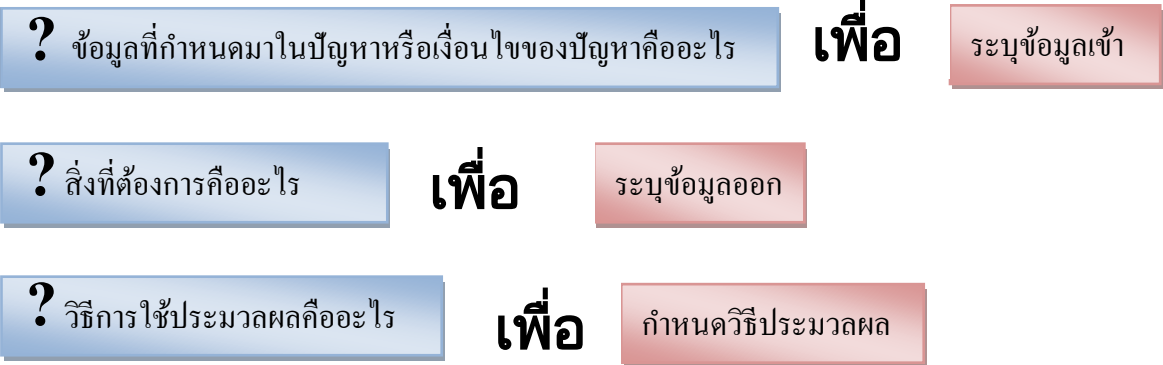 ? ข้อมูลที่กำหนดมาในปัญหาหรือเงื่อนไขของปัญหาคืออะไร เพื่อ ระบุข้อมูลเข้า
? สิ่งที่ต้องการคืออะไร เพื่อ ระบุข้อมูลออก
? วิธีการใช้ประมวลผลคืออะไร เพื่อ กำหนดวิธีประมวลผล